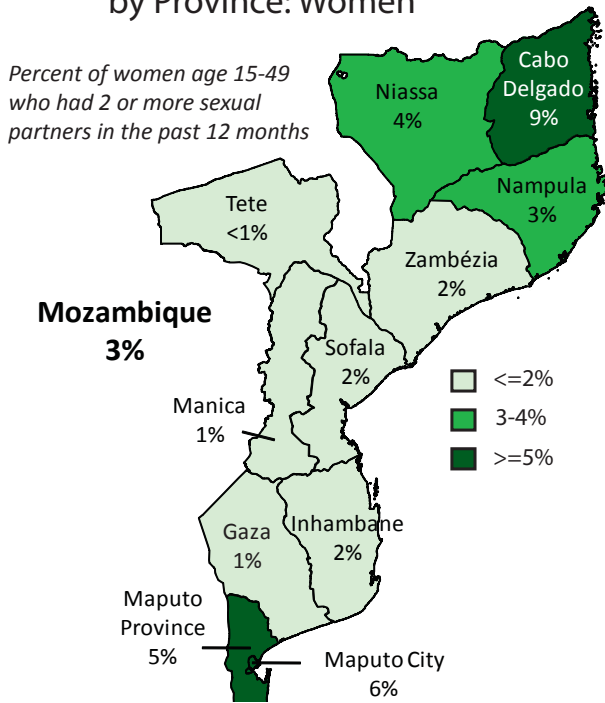 by Province: Women
Percent of women age 15-49
who had 2 or more sexual
partners in the past 12 months
Cabo
Delgado
9%
Niassa
4%
Nampula
3%
Tete
<1%
Zambézia
2%
Mozambique
3%
Sofala
2%
Manica
1%
<=2%
3-4%
>=5%
Gaza
1%
Inhambane
2%
Maputo
Province
5%
Maputo City
6%